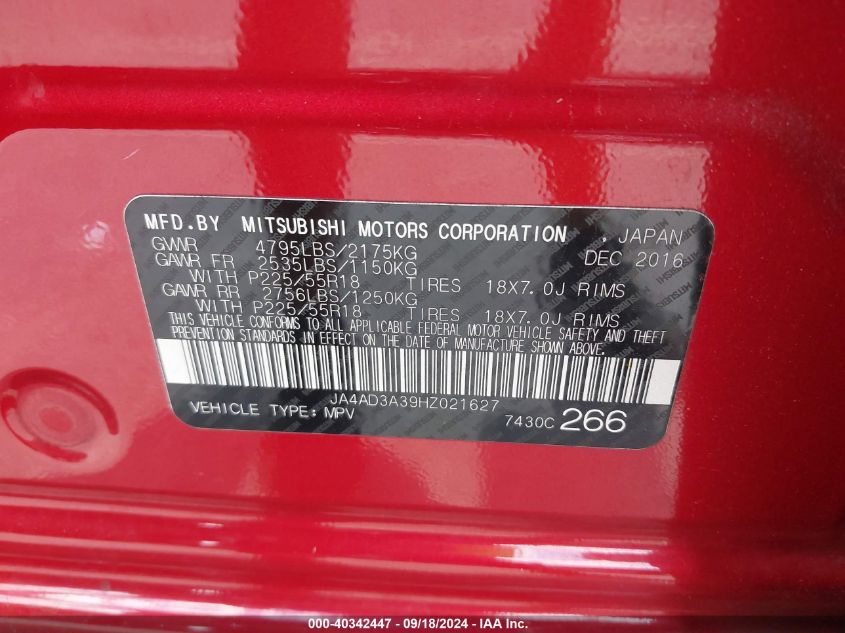 MFD.BY MITSUBISHI MOTORS CORPORATION, JAPAN
GWR 4795LBS/2175KG DEC 2016
GAWR FR 2535LBS/1150KG
WITH P225/55R18 TIRES 18X7.0J RIMS
GAWR RR 2756LBS/1250KG
WITH P225/55R18 TIRES 18X7.0J RIMS
THIS VEHICLE CONFORMS TO ALL APPLICABLE FEDERAL MOTOR VEHICLE SAFETY AND THEFT
PREVENTION STANDARDS IN EFFECT ON THE DATE OF MANUFACTURE SHOWN ABOVE.
JA4AD3A39HZ021627
VEHICLE TYPE: MPV 7430C 266
000-40342447 - 09/18/2024 - IAAI.COM.